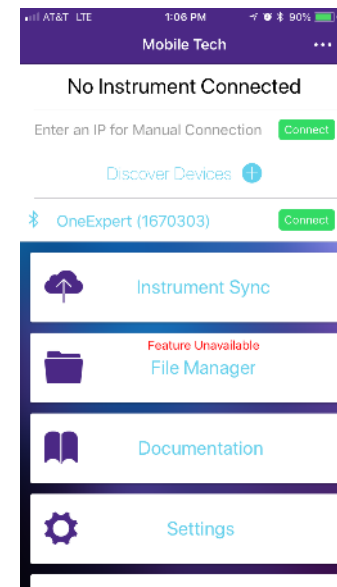 AT&T LTE 1:06 PM 90%
Mobile Tech
No Instrument Connected
Enter an IP for Manual Connection Connect
Discover Devices
OneExpert (1670303) Connect
Instrument Sync
Feature Unavailable
File Manager
Documentation
Settings